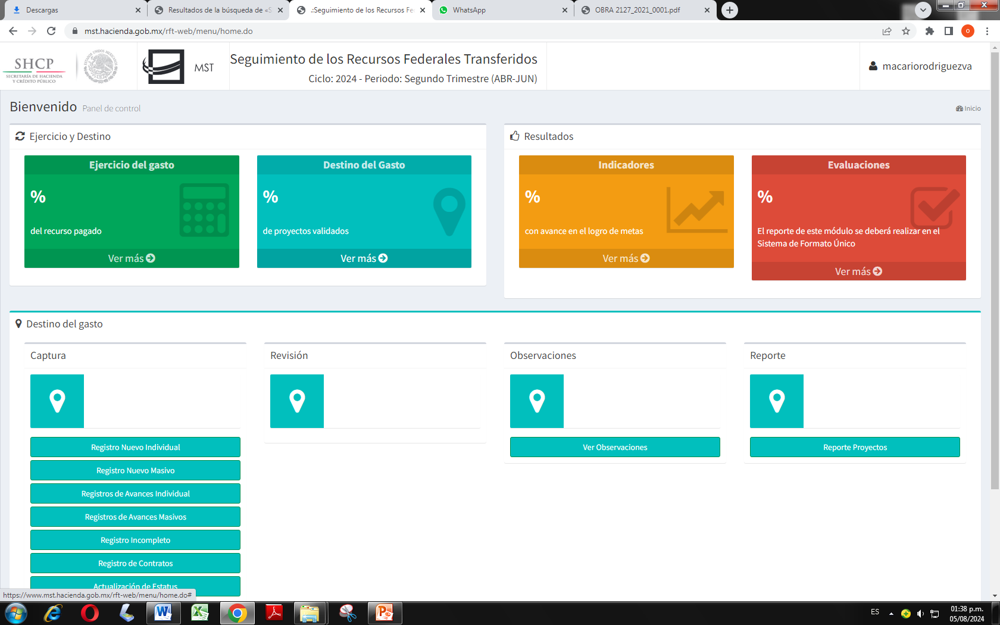 Descargas
Resultados de la búsqueda de «S
.:Seguimiento de los Recursos Fe
WhatsApp
OBRA 2127_2021_0001.pdf
mst.hacienda.gob.mx/rft-web/menu/home.do
O
SHCP
SECRETARÍA DE HACIENDA
Y CRÉDITO PÚBLICO
ESTADOS UNIDOS MEXICANOS
MST
Seguimiento de los Recursos Federales Transferidos
Ciclo: 2024 - Periodo: Segundo Trimestre (ABR-JUN)
macariorodriguezva
Bienvenido Panel de control
Inicio
Ejercicio y Destino
Ejercicio del gasto
%
del recurso pagado
Ver más
Destino del Gasto
%
de proyectos validados
Ver más
Resultados
Indicadores
%
con avance en el logro de metas
Ver más
Evaluaciones
%
El reporte de este módulo se deberá realizar en el
Sistema de Formato Único
Ver más
Destino del gasto
Captura
Registro Nuevo Individual
Registro Nuevo Masivo
Registros de Avances Individual
Registros de Avances Masivos
Registro Incompleto
Registro de Contratos
Actualización de Estatus
Revisión
Observaciones
Ver Observaciones
Reporte
Reporte Proyectos
https://www.mst.hacienda.gob.mx/rft-web/menu/home.do#
ES
01:38 p.m.
05/08/2024